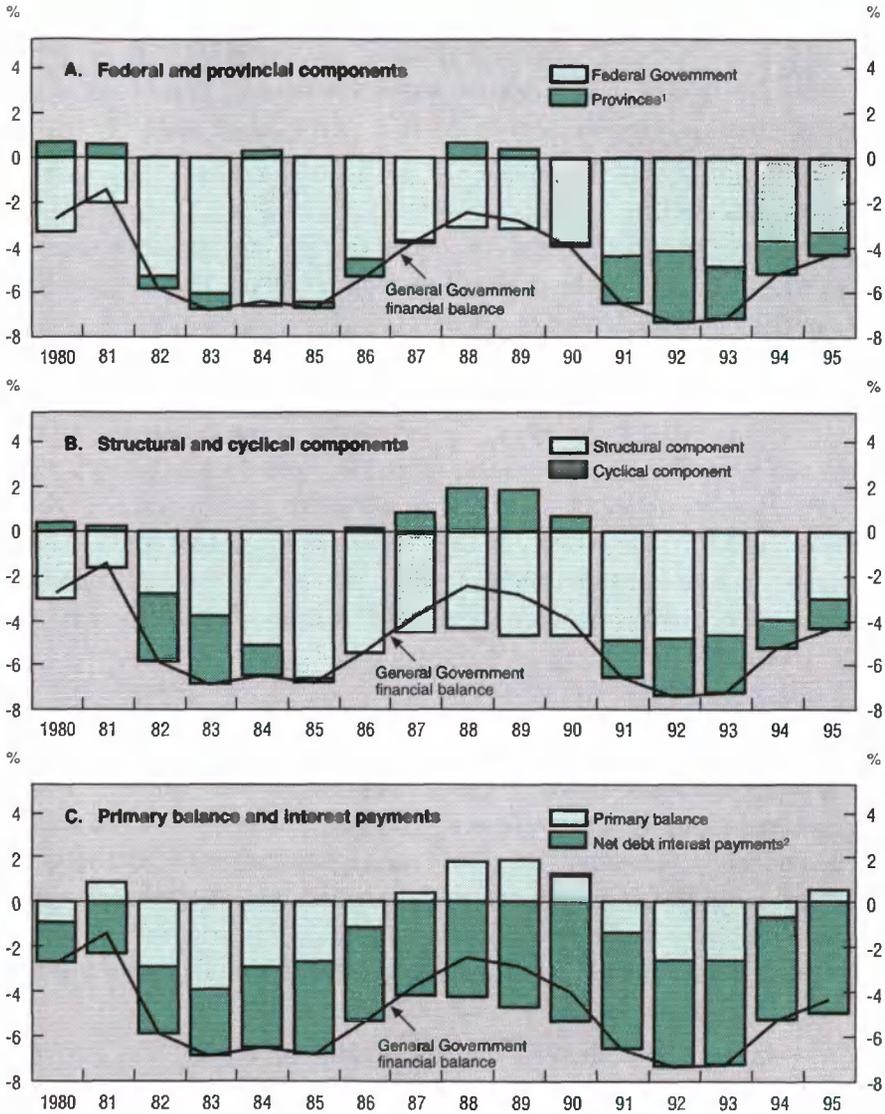 % %
A. Federal and provincial components
Federal Government
Provinces¹
4 4
2 2
0 0
-2 -2
-4 -4
-6 -6
-8 -8
General Government
financial balance
1980 81 82 83 84 85 86 87 88 89 90 91 92 93 94 95
% %
B. Structural and cyclical components
Structural component
Cyclical component
4 4
2 2
0 0
-2 -2
-4 -4
-6 -6
-8 -8
General Government
financial balance
1980 81 82 83 84 85 86 87 88 89 90 91 92 93 94 95
% %
C. Primary balance and interest payments
Primary balance
Net debt interest payments²
4 4
2 2
0 0
-2 -2
-4 -4
-6 -6
-8 -8
General Government
financial balance
1980 81 82 83 84 85 86 87 88 89 90 91 92 93 94 95